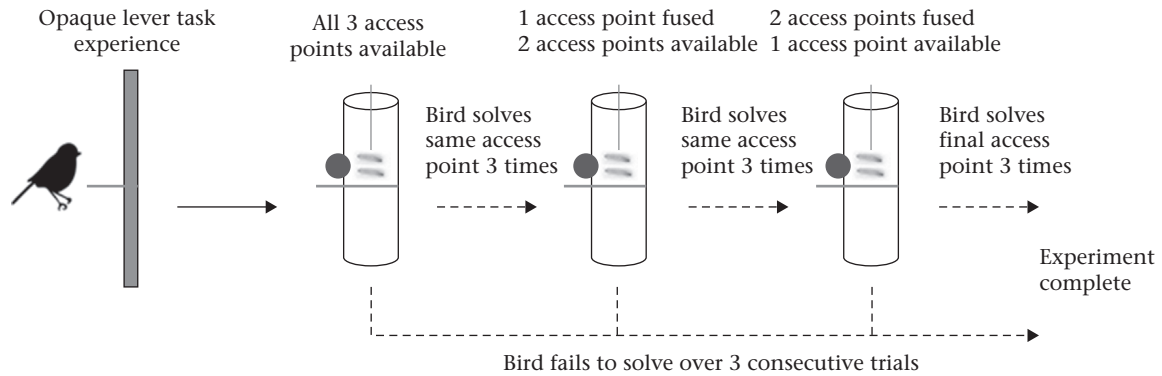 Opaque lever task
experience
All 3 access
points available
1 access point fused
2 access points available
2 access points fused
1 access point available
Bird solves
same access
point 3 times
Bird solves
same access
point 3 times
Bird solves
final access
point 3 times
Experiment
complete
Bird fails to solve over 3 consecutive trials